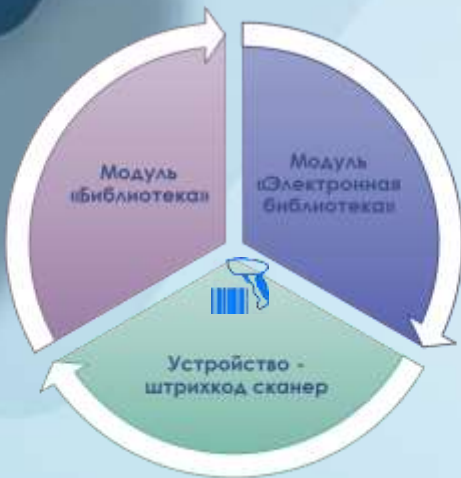 Модуль
«Библиотека»
Модуль
«Электронная
библиотека»
Устройство -
штрихкод сканер